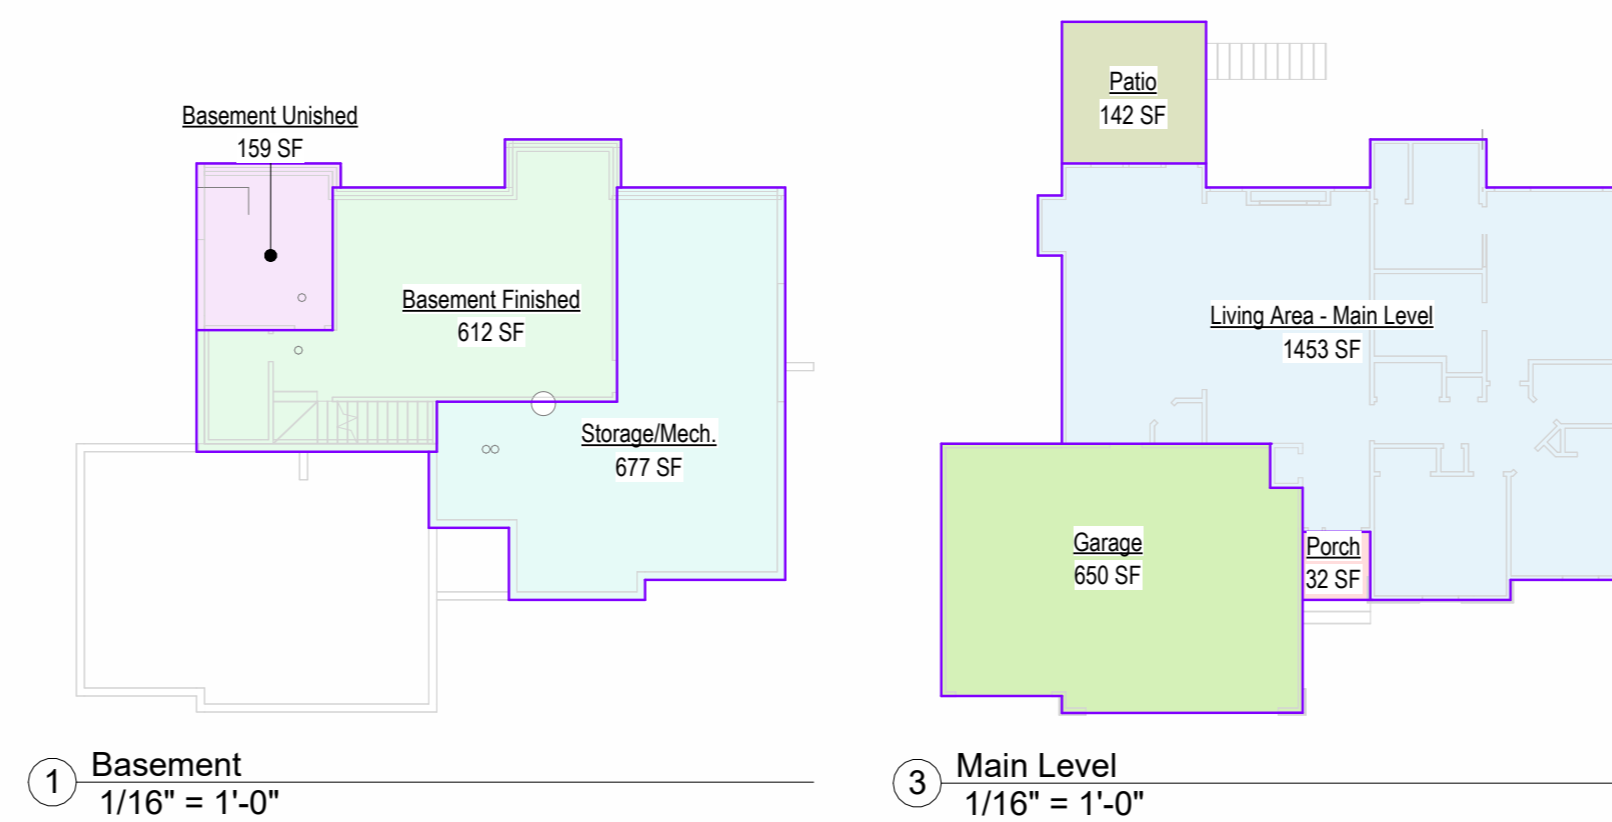 Basement Unished
159 SF
Basement Finished
612 SF
Storage/Mech.
677 SF
1
Basement
1/16" = 1'-0"
Patio
142 SF
Living Area - Main Level
1453 SF
Garage
650 SF
Porch
32 SF
3
Main Level
1/16" = 1'-0"